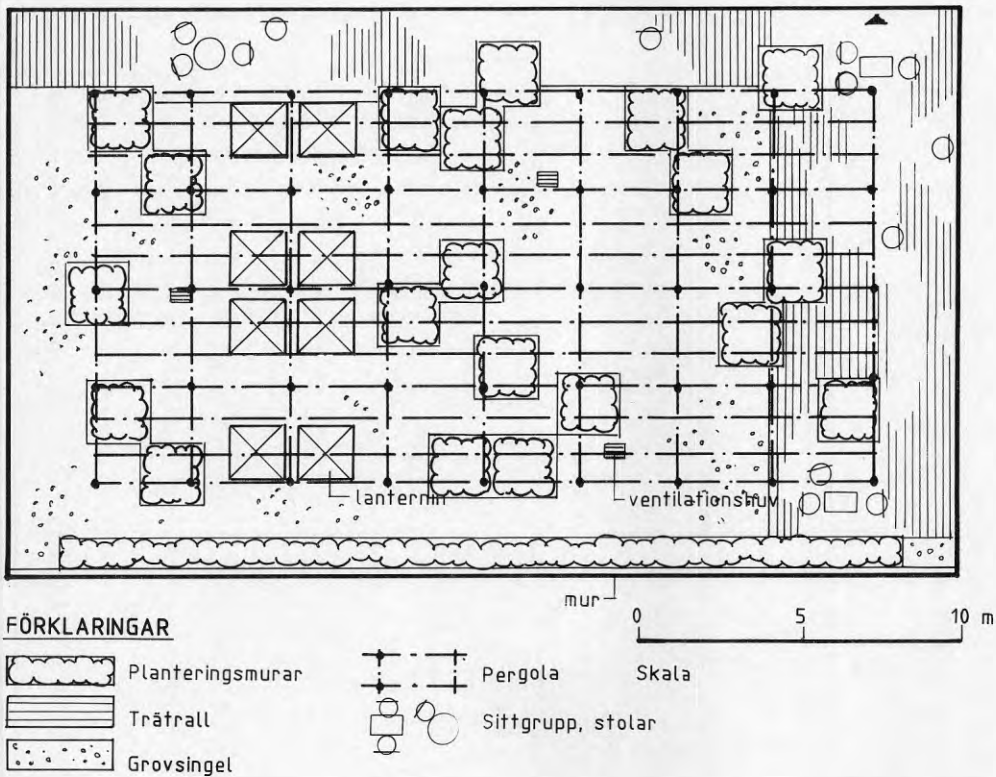 lanternin
ventilationshuv
mur
0 5 10 m
FÖRKLARINGAR
Planteringsmurar
Pergola
Skala
Trätrall
Sittgrupp, stolar
Grovsingel